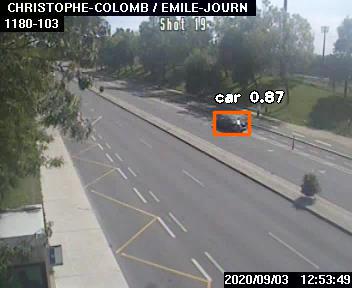 CHRISTOPHE-COLOMB / EMILE-JOURN
1180-103
Shot 19
car 0.87
2020/09/03 12:53:49